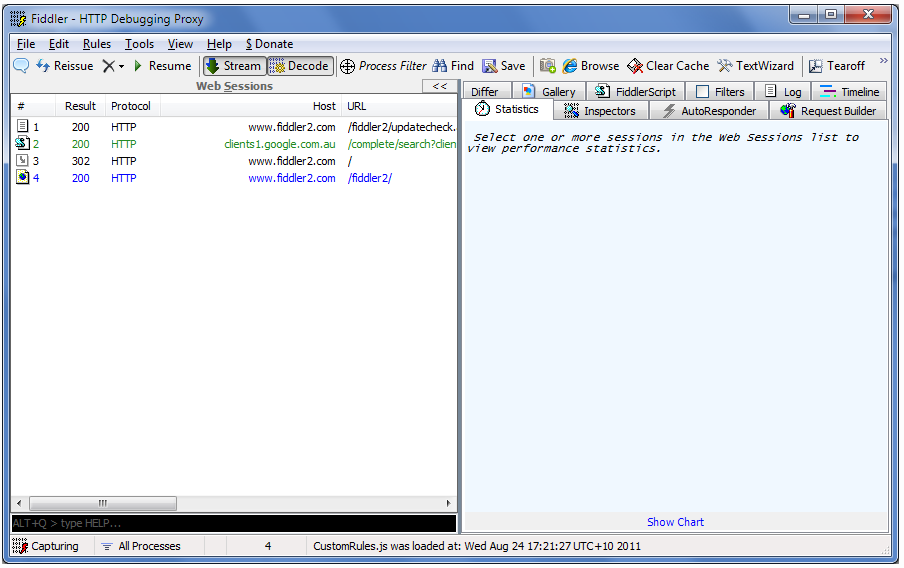 Fiddler - HTTP Debugging Proxy
File Edit Rules Tools View Help $ Donate
Reissue Resume Stream Decode Process Filter Find Save Browse Clear Cache TextWizard Tearoff »
Web Sessions <<
# Result Protocol Host URL
1 200 HTTP www.fiddler2.com /fiddler2/updatecheck.
2 200 HTTP clients1.google.com.au /complete/search?clien
3 302 HTTP www.fiddler2.com /
4 200 HTTP www.fiddler2.com /fiddler2/
ALT+Q > type HELP...
Differ Gallery FiddlerScript Filters Log Timeline
Statistics Inspectors AutoResponder Request Builder
Select one or more sessions in the Web Sessions list to
view performance statistics.
Show Chart
Capturing All Processes 4 CustomRules.js was loaded at: Wed Aug 24 17:21:27 UTC+10 2011